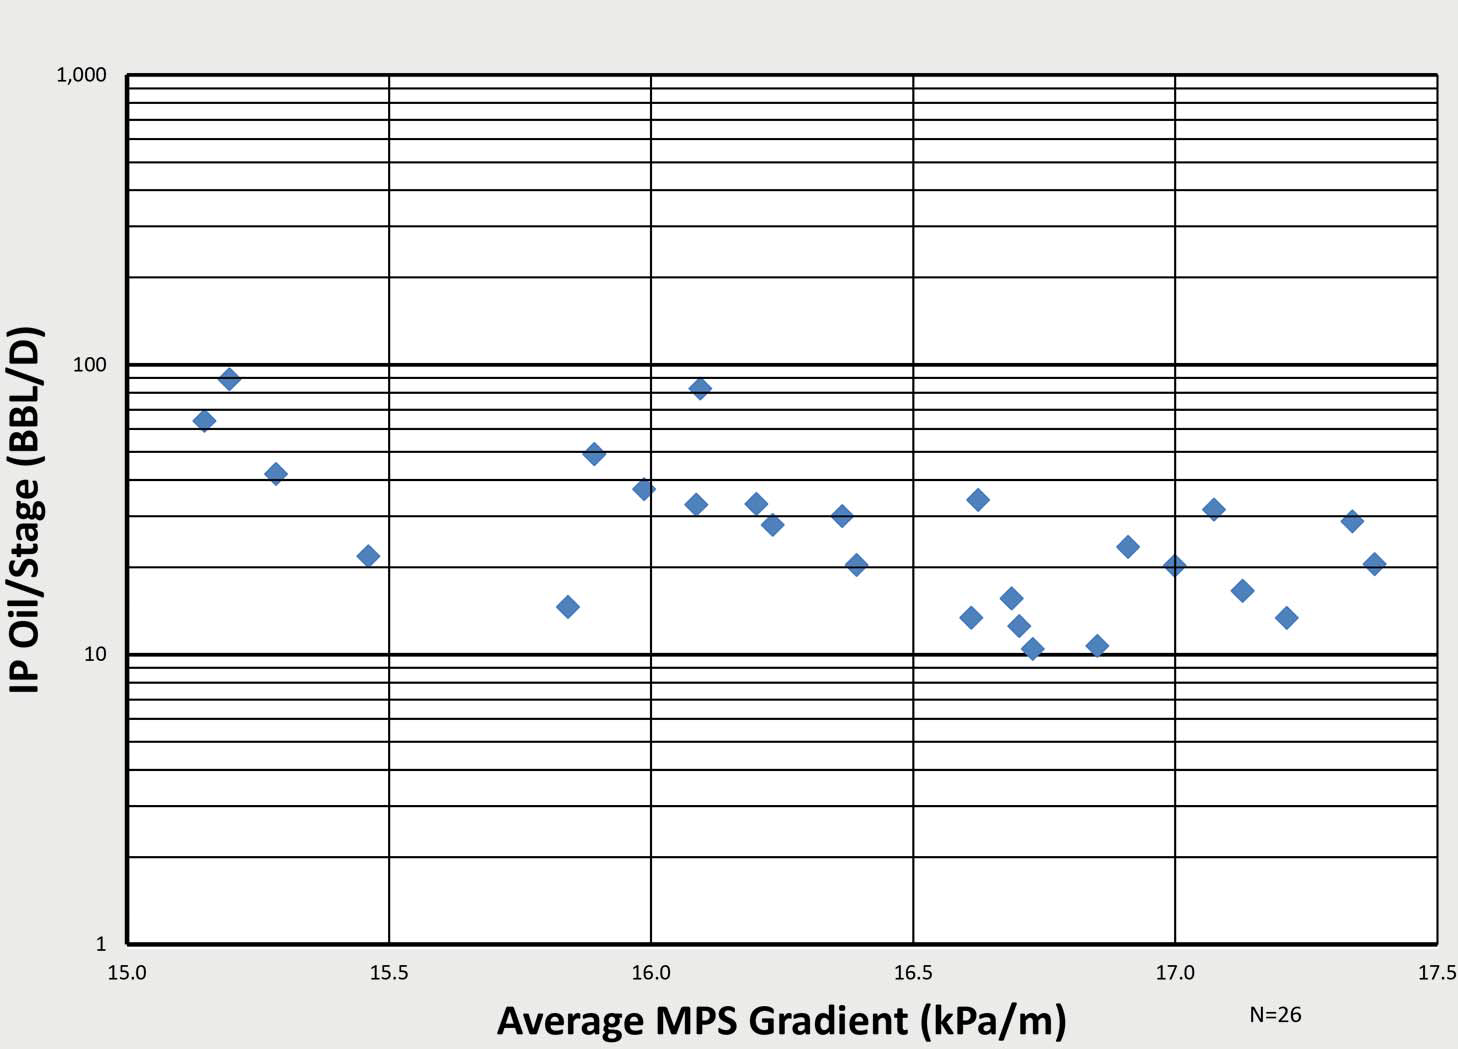 1,000
100
10
1
IP Oil/Stage (BBL/D)
15.0 15.5 16.0 16.5 17.0 17.5
Average MPS Gradient (kPa/m)
N=26